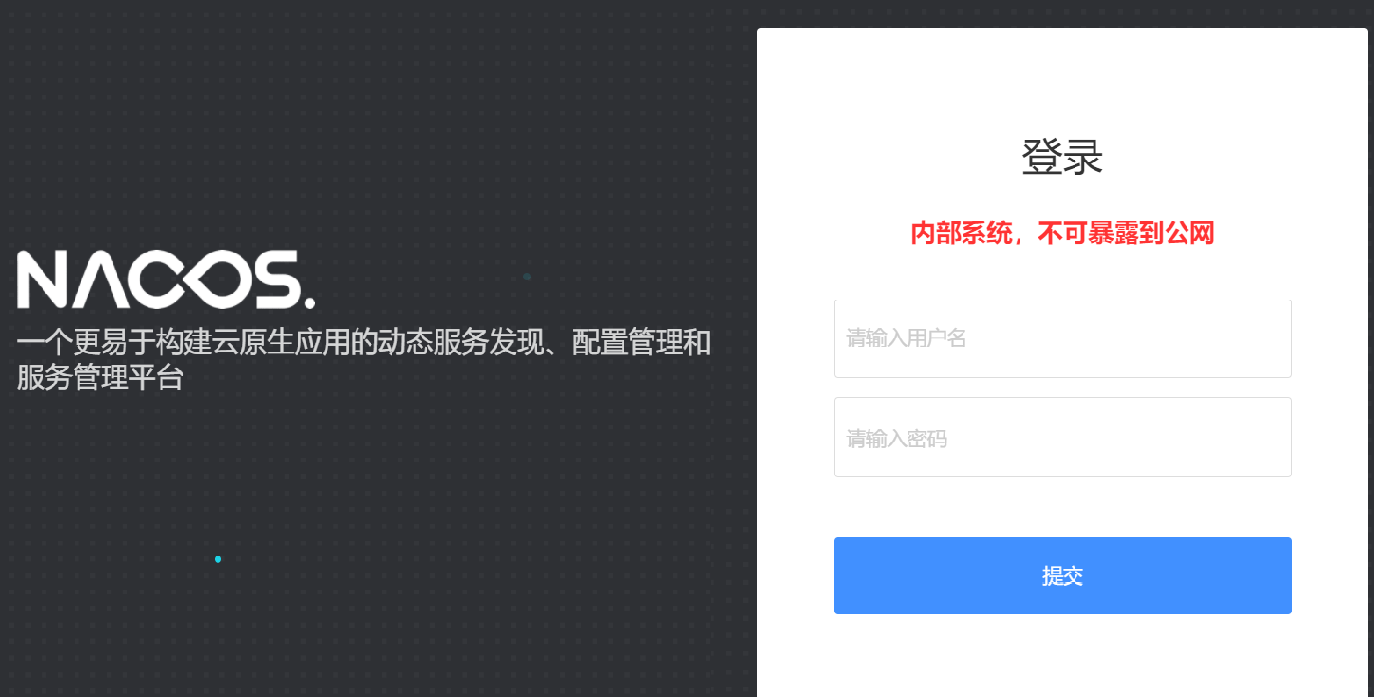 NACOS.
一个更易于构建云原生应用的动态服务发现、配置管理和
服务管理平台
登录
内部系统，不可暴露到公网
请输入用户名
请输入密码
提交